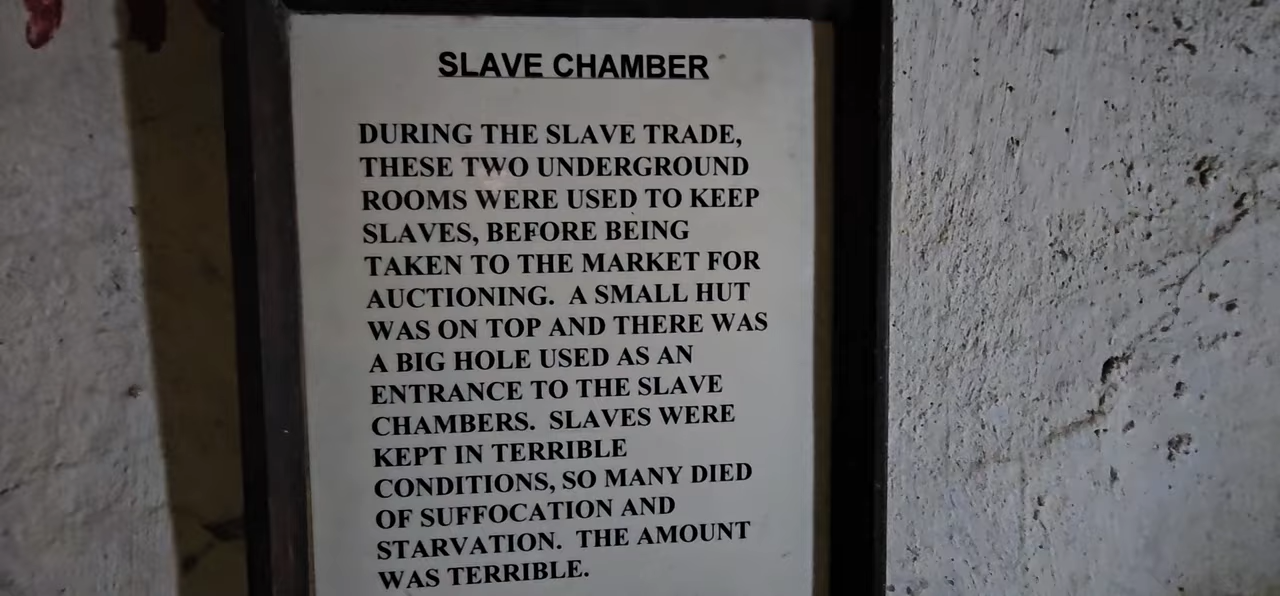 SLAVE CHAMBER
DURING THE SLAVE TRADE,
THESE TWO UNDERGROUND
ROOMS WERE USED TO KEEP
SLAVES, BEFORE BEING
TAKEN TO THE MARKET FOR
AUCTIONING. A SMALL HUT
WAS ON TOP AND THERE WAS
A BIG HOLE USED AS AN
ENTRANCE TO THE SLAVE
CHAMBERS. SLAVES WERE
KEPT IN TERRIBLE
CONDITIONS, SO MANY DIED
OF SUFFOCATION AND
STARVATION. THE AMOUNT
WAS TERRIBLE.